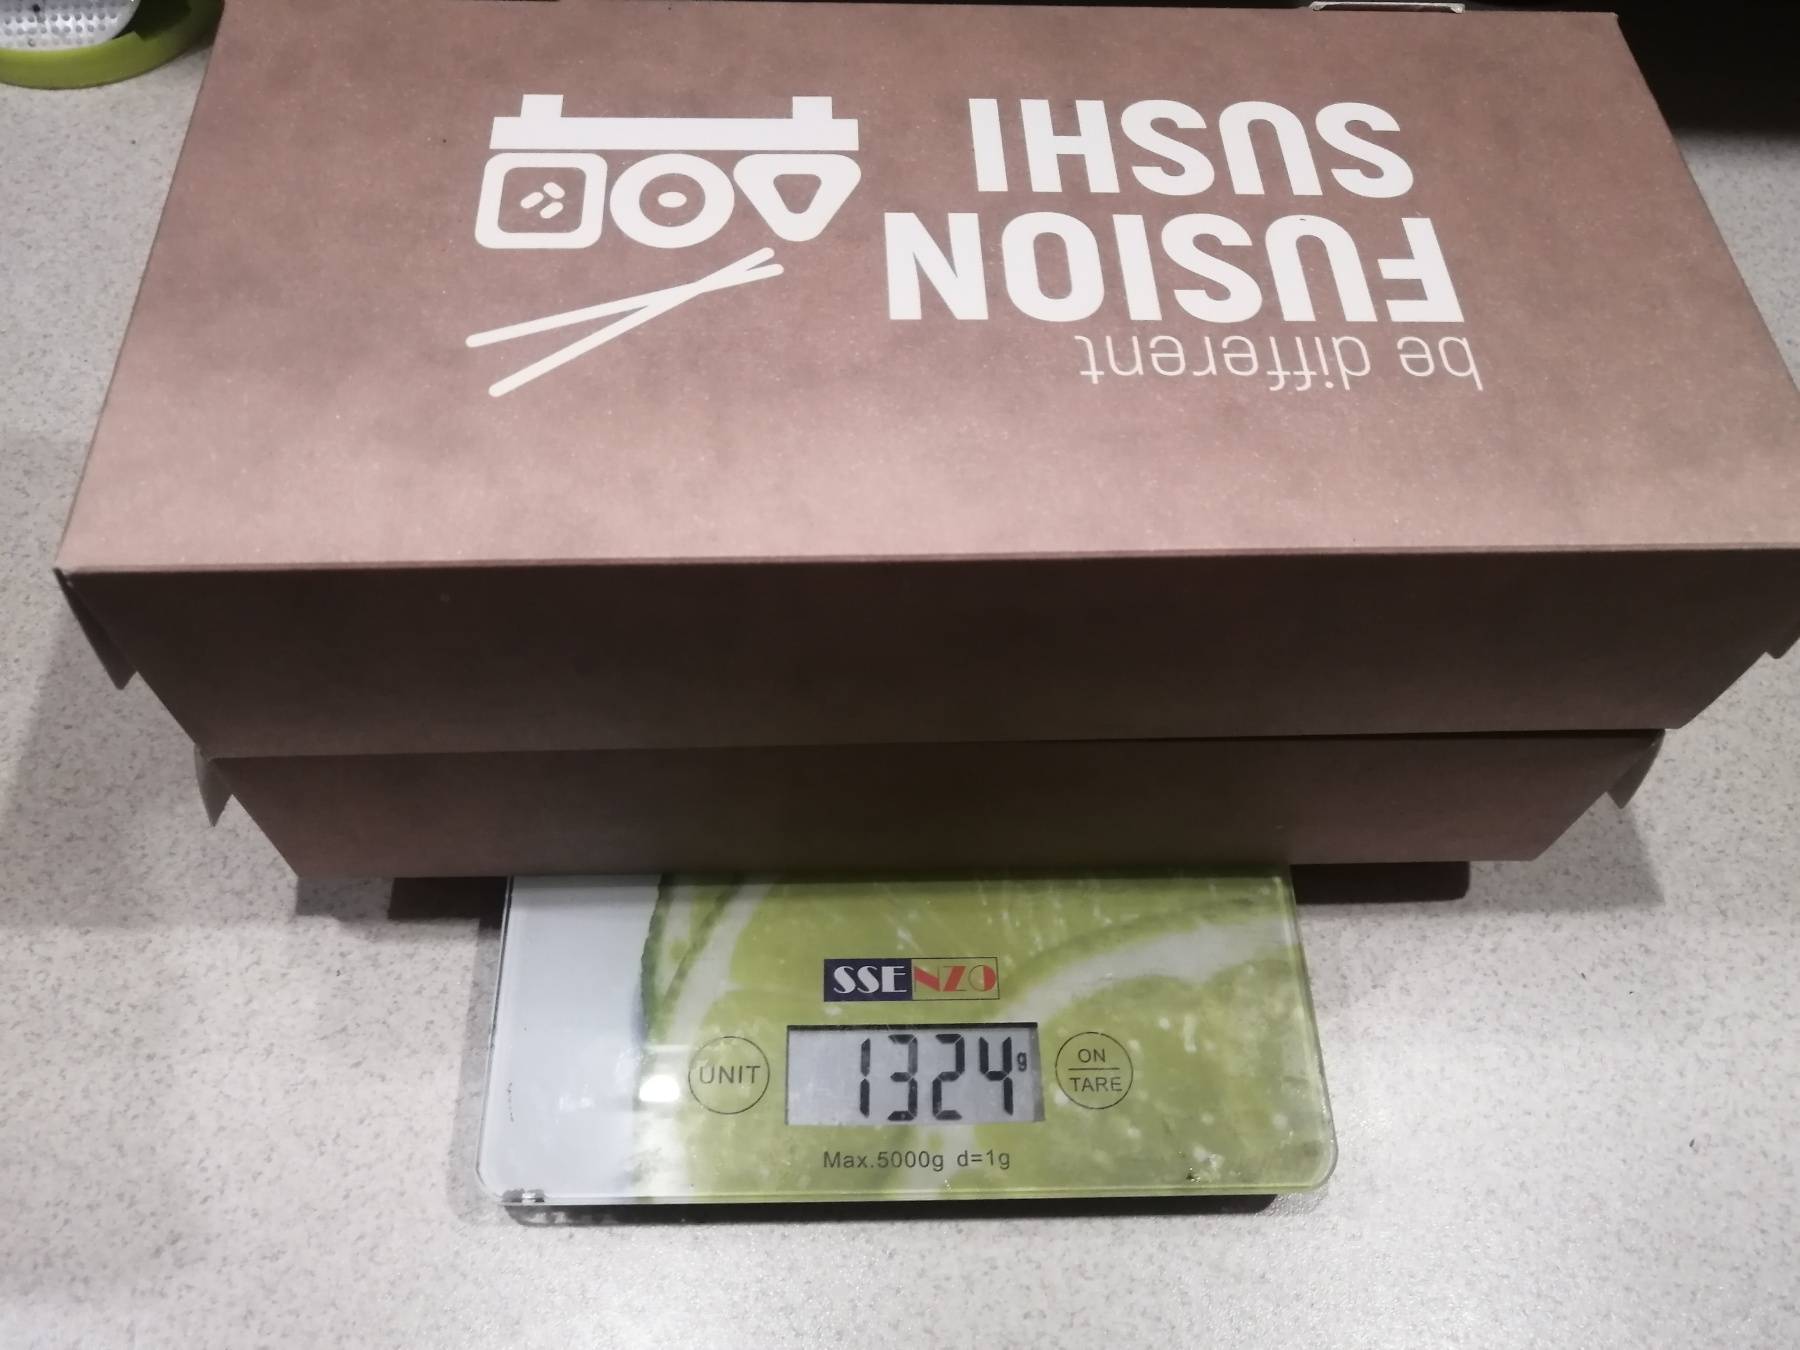 be different
FUSION
SUSHI
SSENZO
UNIT
1324g
ON
TARE
Max.5000g d=1g